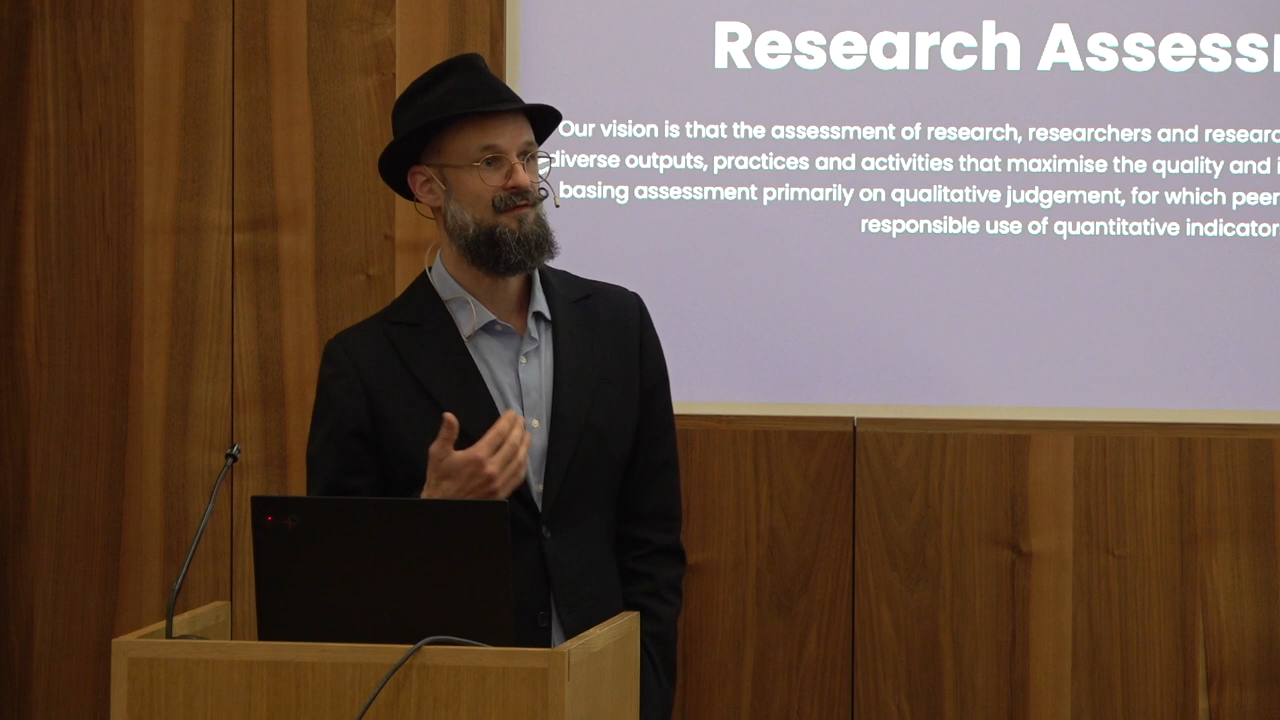 Research Assess
Our vision is that the assessment of research, researchers and
diverse outputs, practices and activities that maximise the quality and
basing assessment primarily on qualitative judgement, for which peer
responsible use of quantitative indicator